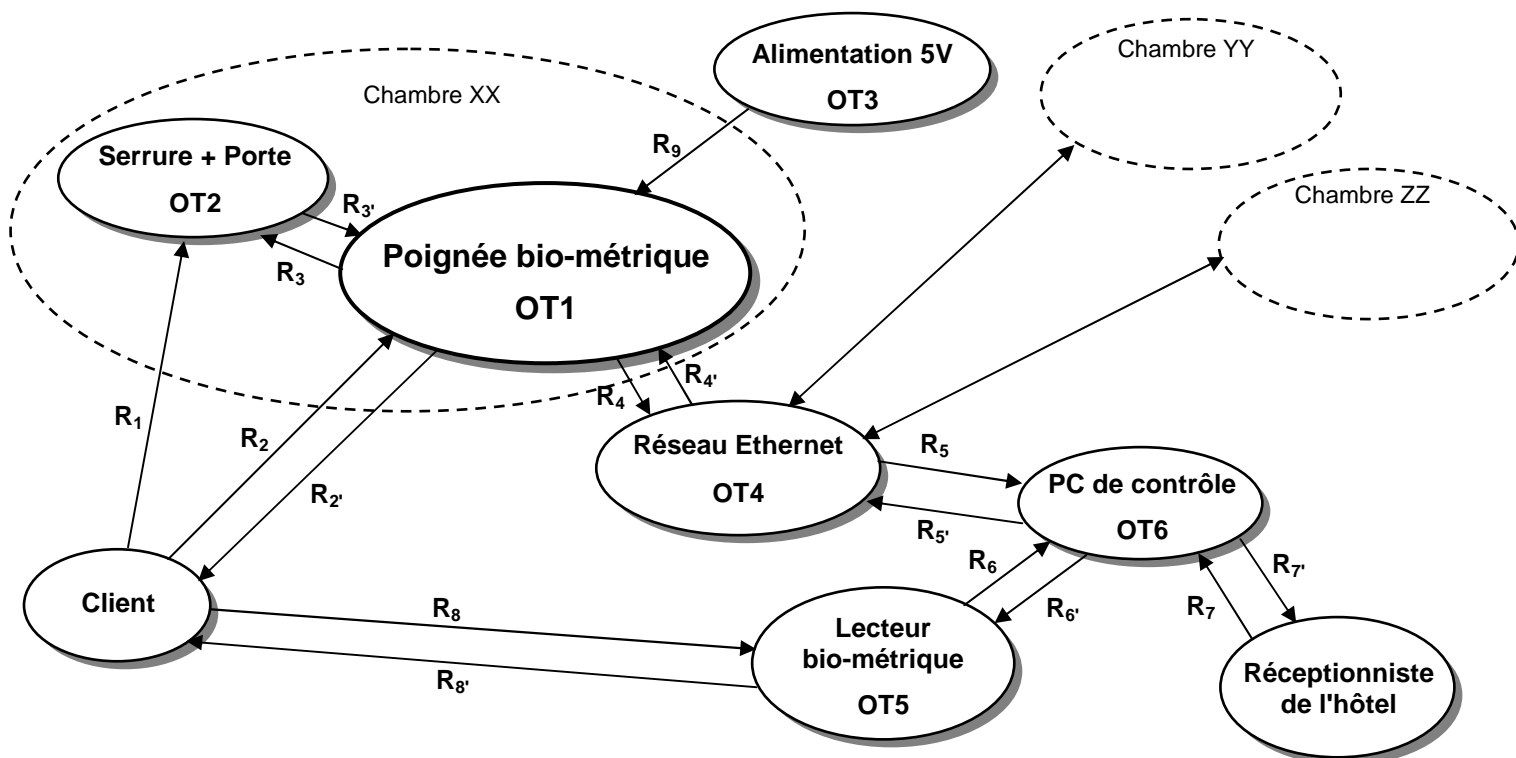 Alimentation 5V
OT3
Chambre YY
Chambre XX
Serrure + Porte
OT2
R9
Chambre ZZ
R3'
R3
Poignée bio-métrique
OT1
R4
R4'
R1
R2
R2'
Réseau Ethernet
OT4
R5
R5'
PC de contrôle
OT6
R6
R6'
R7'
R7
Client
R8
R8'
Lecteur
bio-métrique
OT5
Réceptionniste
de l'hôtel